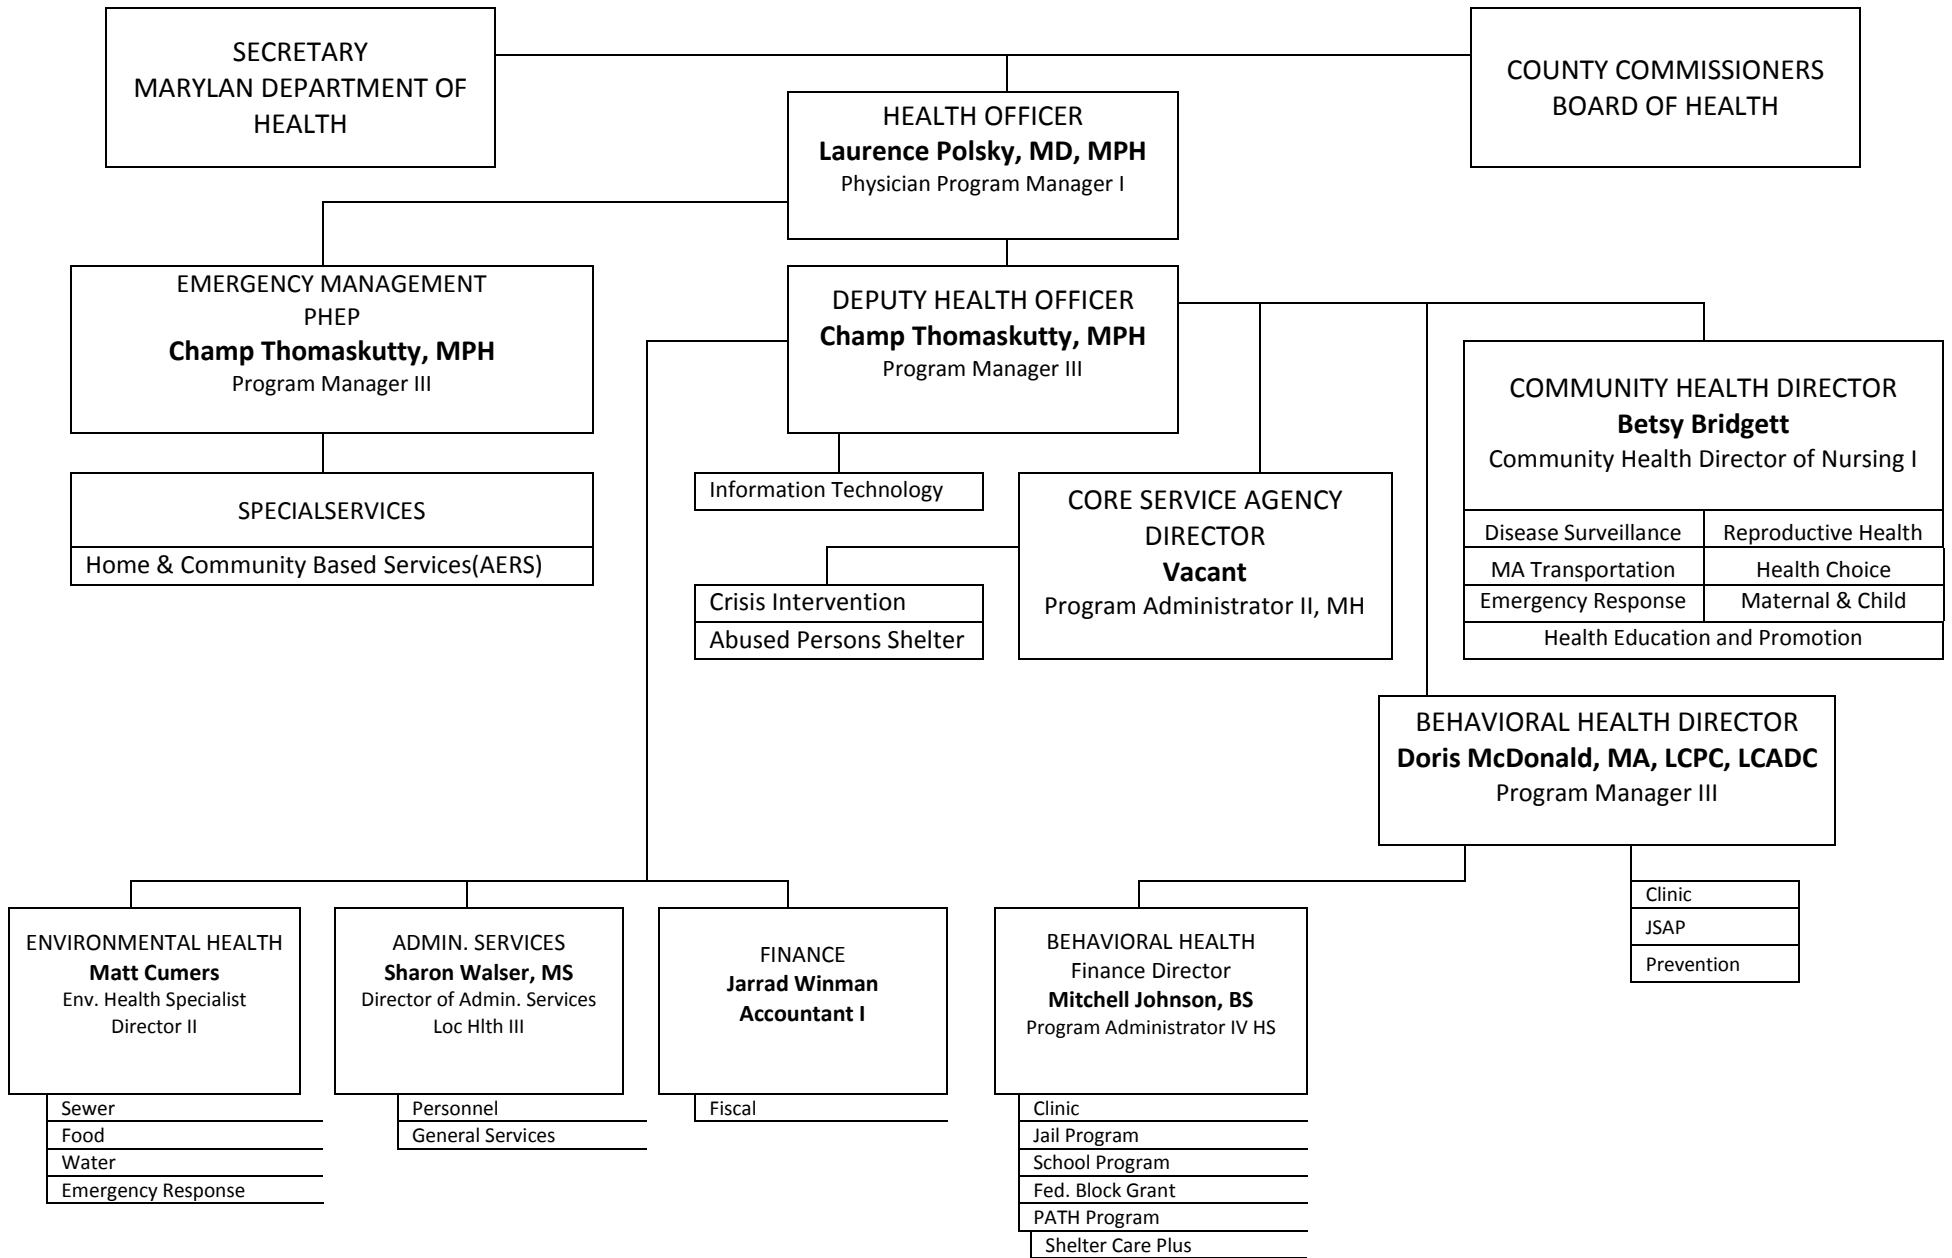 SECRETARY
MARYLAN DEPARTMENT OF
HEALTH
COUNTY COMMISSIONERS
BOARD OF HEALTH
HEALTH OFFICER
Laurence Polsky, MD, MPH
Physician Program Manager I
EMERGENCY MANAGEMENT
PHEP
Champ Thomaskutty, MPH
Program Manager III
DEPUTY HEALTH OFFICER
Champ Thomaskutty, MPH
Program Manager III
COMMUNITY HEALTH DIRECTOR
Betsy Bridgett
Community Health Director of Nursing I
Disease Surveillance
Reproductive Health
MA Transportation
Health Choice
Emergency Response
Maternal & Child
Health Education and Promotion
SPECIALSERVICES
Home & Community Based Services(AERS)
Information Technology
CORE SERVICE AGENCY
DIRECTOR
Vacant
Program Administrator II, MH
Crisis Intervention
Abused Persons Shelter
BEHAVIORAL HEALTH DIRECTOR
Doris McDonald, MA, LCPC, LCADC
Program Manager III
Clinic
JSAP
Prevention
ENVIRONMENTAL HEALTH
Matt Cumers
Env. Health Specialist
Director II
Sewer
Food
Water
Emergency Response
ADMIN. SERVICES
Sharon Walser, MS
Director of Admin. Services
Loc Hlth III
Personnel
General Services
FINANCE
Jarrad Winman
Accountant I
Fiscal
BEHAVIORAL HEALTH
Finance Director
Mitchell Johnson, BS
Program Administrator IV HS
Clinic
Jail Program
School Program
Fed. Block Grant
PATH Program
Shelter Care Plus